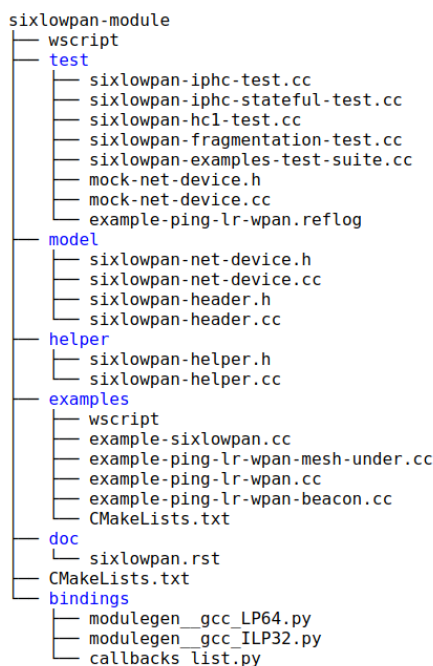 sixlowpan-module
├── wscript
├── test
│   ├── sixlowpan-iphc-test.cc
│   ├── sixlowpan-iphc-stateful-test.cc
│   ├── sixlowpan-hc1-test.cc
│   ├── sixlowpan-fragmentation-test.cc
│   ├── sixlowpan-examples-test-suite.cc
│   ├── mock-net-device.h
│   ├── mock-net-device.cc
│   └── example-ping-lr-wpan.reflog
├── model
│   ├── sixlowpan-net-device.h
│   ├── sixlowpan-net-device.cc
│   ├── sixlowpan-header.h
│   └── sixlowpan-header.cc
├── helper
│   ├── sixlowpan-helper.h
│   └── sixlowpan-helper.cc
├── examples
│   ├── wscript
│   ├── example-sixlowpan.cc
│   ├── example-ping-lr-wpan-mesh-under.cc
│   ├── example-ping-lr-wpan.cc
│   ├── example-ping-lr-wpan-beacon.cc
│   └── CMakeLists.txt
├── doc
│   └── sixlowpan.rst
├── CMakeLists.txt
└── bindings
    ├── modulegen__gcc_LP64.py
    ├── modulegen__gcc_ILP32.py
    └── callbacks_list.py